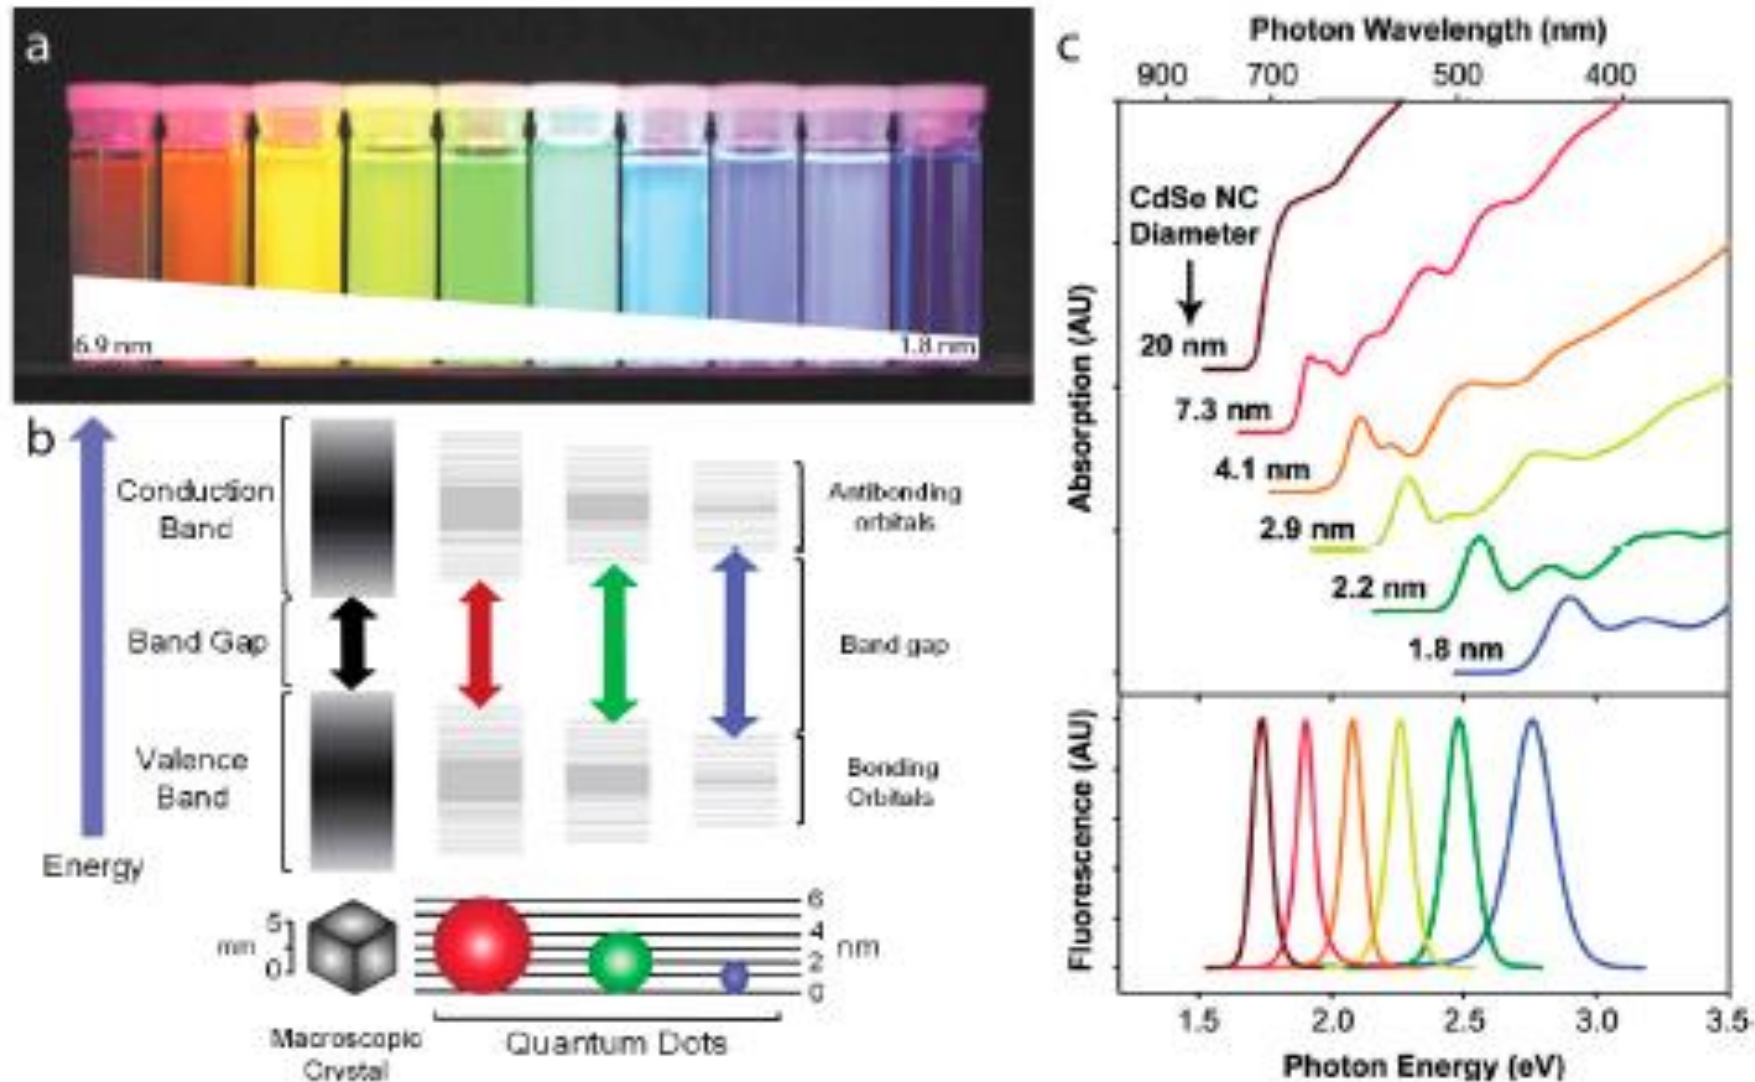 a
6.9 nm
1.8 nm
b
Conduction
Band
Band Gap
Valence
Band
Energy
Antibonding
orbitals
Band gap
Bonding
Orbitals
5
mm
0
6
4
2
0
nm
Macroscopic
Crystal
Quantum Dots
c
Photon Wavelength (nm)
900 700 500 400
CdSe NC
Diameter
20 nm
7.3 nm
4.1 nm
2.9 nm
2.2 nm
1.8 nm
Absorption (AU)
Fluorescence (AU)
1.5 2.0 2.5 3.0 3.5
Photon Energy (eV)